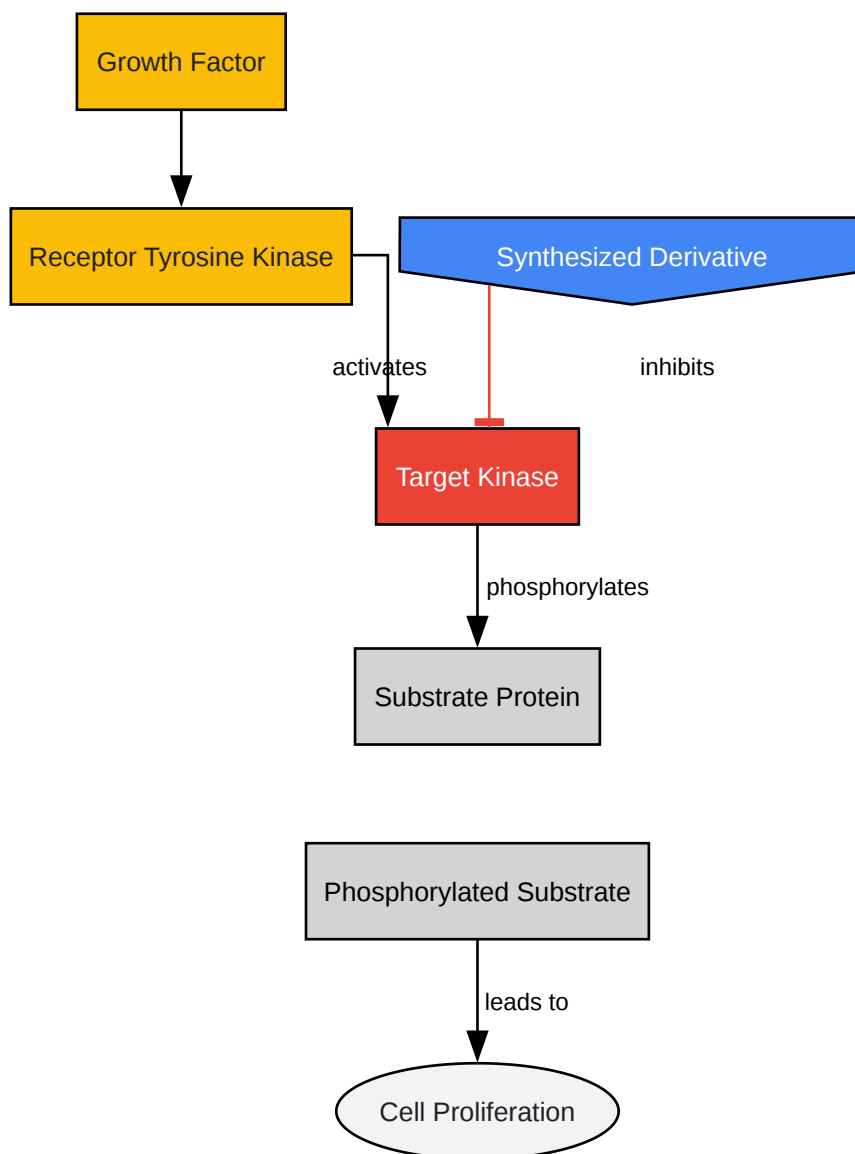 Growth Factor
Receptor Tyrosine Kinase
Synthesized Derivative
activates
inhibits
Target Kinase
phosphorylates
Substrate Protein
Phosphorylated Substrate
leads to
Cell Proliferation